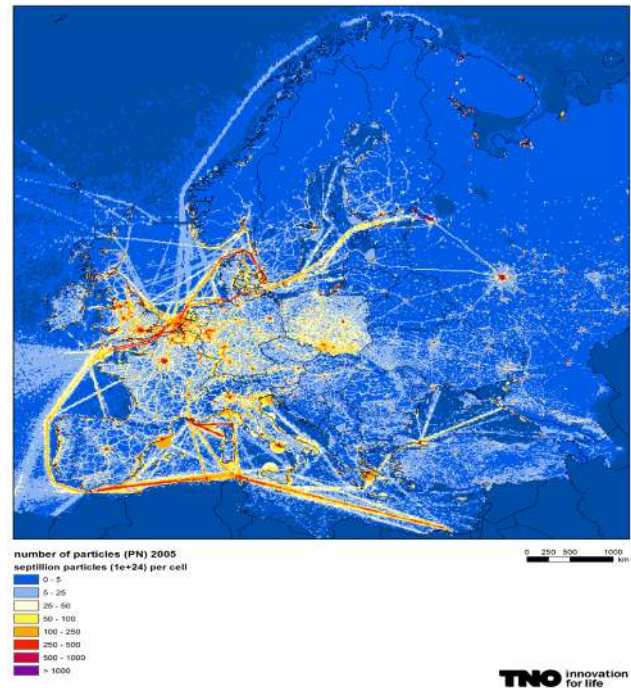 number of particles (PN) 2005
septillion particles (1e+24) per cell
0 - 5
5 - 25
26 - 50
50 - 100
100 - 250
250 - 500
500 - 1000
> 1000
0 250 500 1000
km
TNO innovation
for life